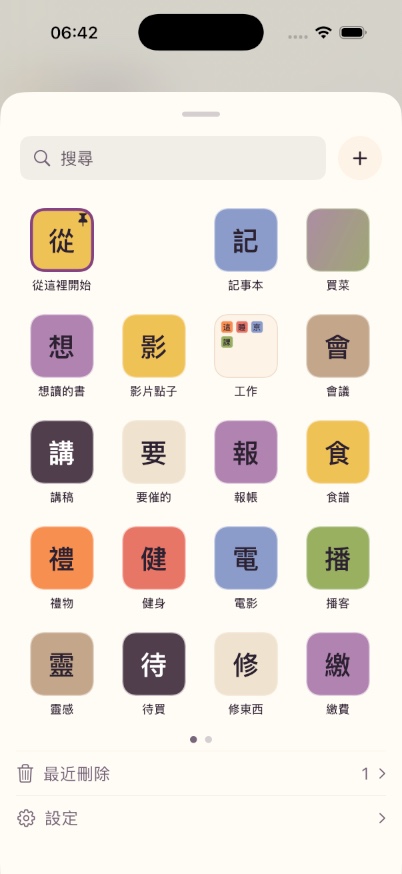 06:42
搜尋
從
從這裡開始
記
記事本
買菜
想
想讀的書
影
影片點子
這 聽 京
課
工作
會
會議
講
講稿
要
要催的
報
報帳
食
食譜
禮
禮物
健
健身
電
電影
播
播客
靈
靈感
待
待買
修
修東西
繳
繳費
最近刪除 1
設定